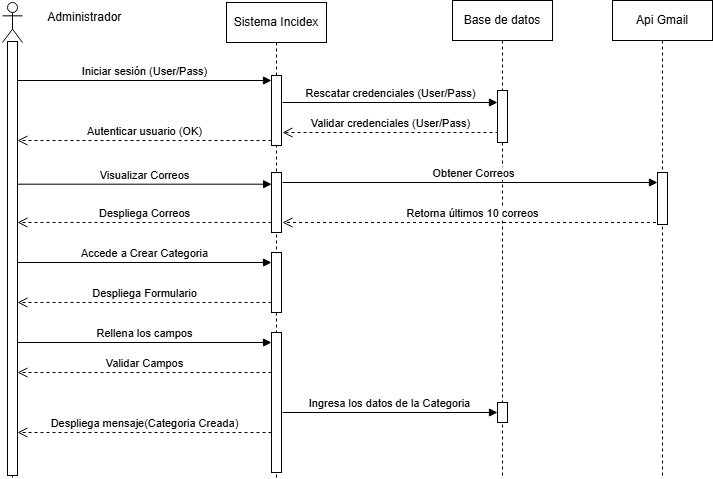 Administrador
Sistema Incidex
Base de datos
Api Gmail
Iniciar sesión (User/Pass)
Rescatar credenciales (User/Pass)
Validar credenciales (User/Pass)
Autenticar usuario (OK)
Visualizar Correos
Obtener Correos
Despliega Correos
Retorna últimos 10 correos
Accede a Crear Categoria
Despliega Formulario
Rellena los campos
Validar Campos
Ingresa los datos de la Categoria
Despliega mensaje(Categoria Creada)